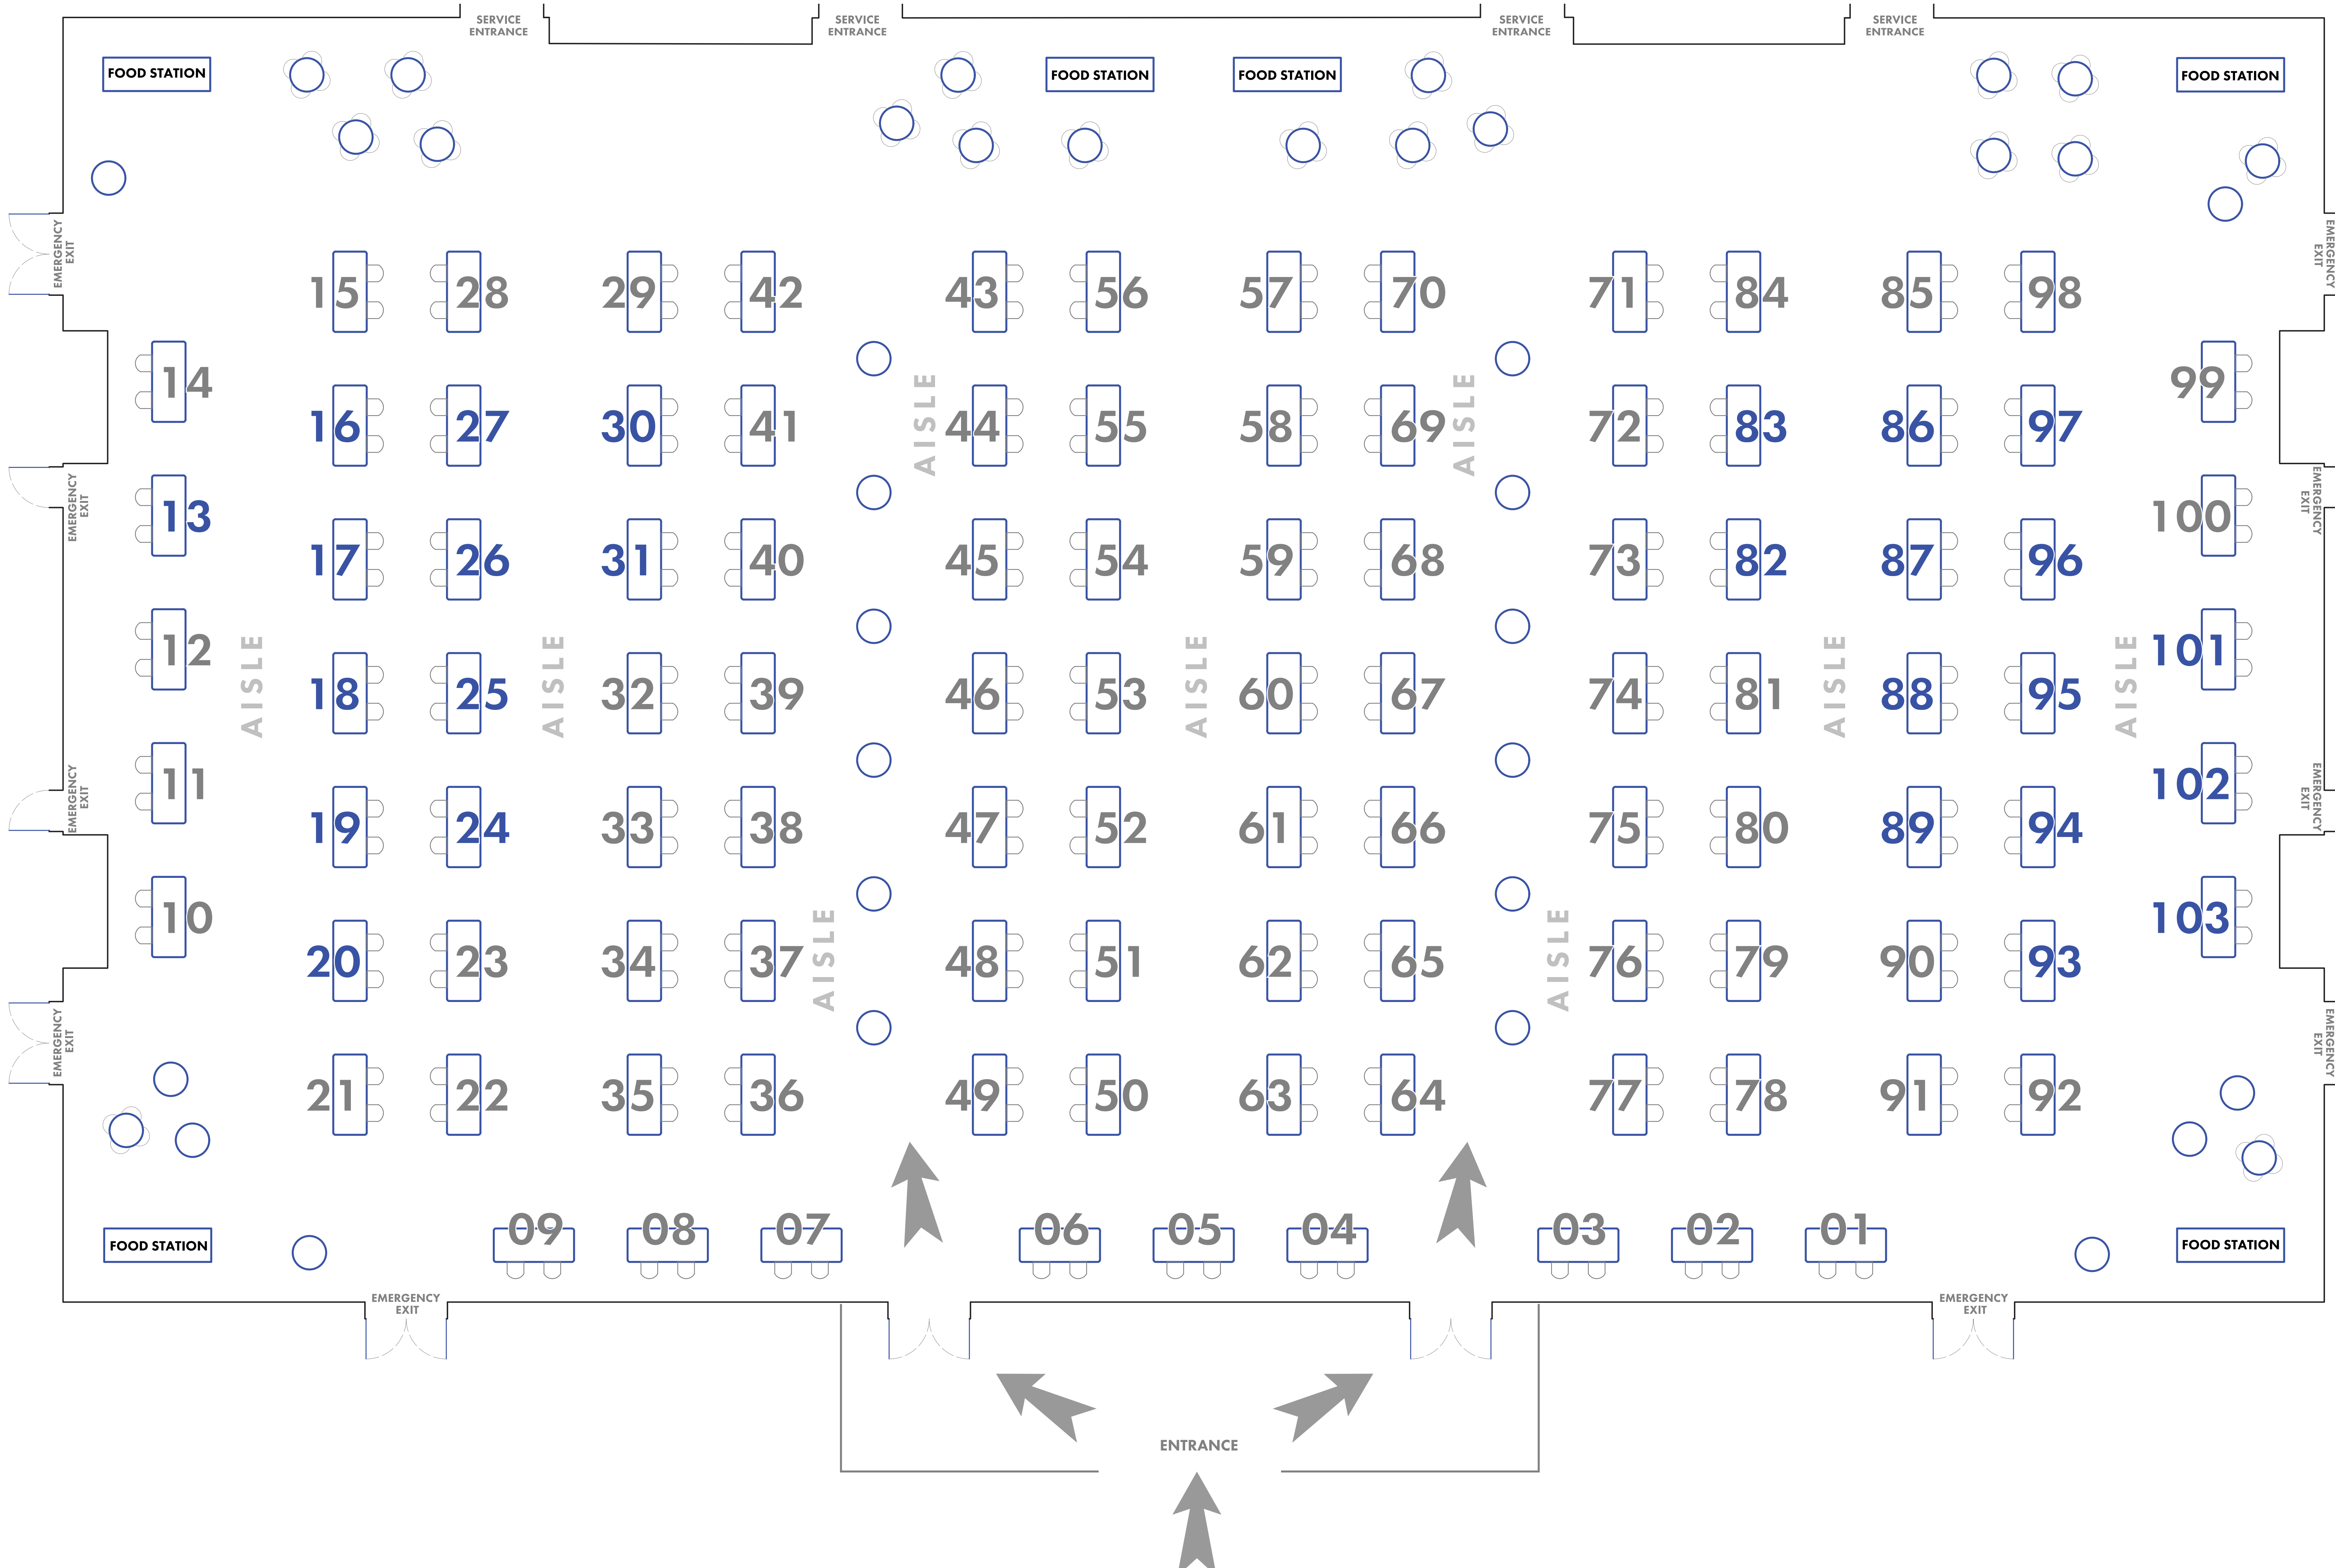 SERVICE
ENTRANCE
SERVICE
ENTRANCE
SERVICE
ENTRANCE
SERVICE
ENTRANCE
FOOD STATION
FOOD STATION
FOOD STATION
FOOD STATION
EMERGENCY
EXIT
EMERGENCY
EXIT
15 28 29 42 43 56 57 70 71 84 85 98
14 99
AISLE
AISLE
16 27 30 41 44 55 58 69 72 83 86 97
13 100
EMERGENCY
EXIT
EMERGENCY
EXIT
17 26 31 40 45 54 59 68 73 82 87 96
12 101
AISLE
AISLE
AISLE
AISLE
AISLE
18 25 32 39 46 53 60 67 74 81 88 95
11 102
EMERGENCY
EXIT
EMERGENCY
EXIT
19 24 33 38 47 52 61 66 75 80 89 94
10 103
AISLE
AISLE
20 23 34 37 48 51 62 65 76 79 90 93
EMERGENCY
EXIT
EMERGENCY
EXIT
21 22 35 36 49 50 63 64 77 78 91 92
09 08 07 06 05 04 03 02 01
FOOD STATION
FOOD STATION
EMERGENCY
EXIT
EMERGENCY
EXIT
ENTRANCE